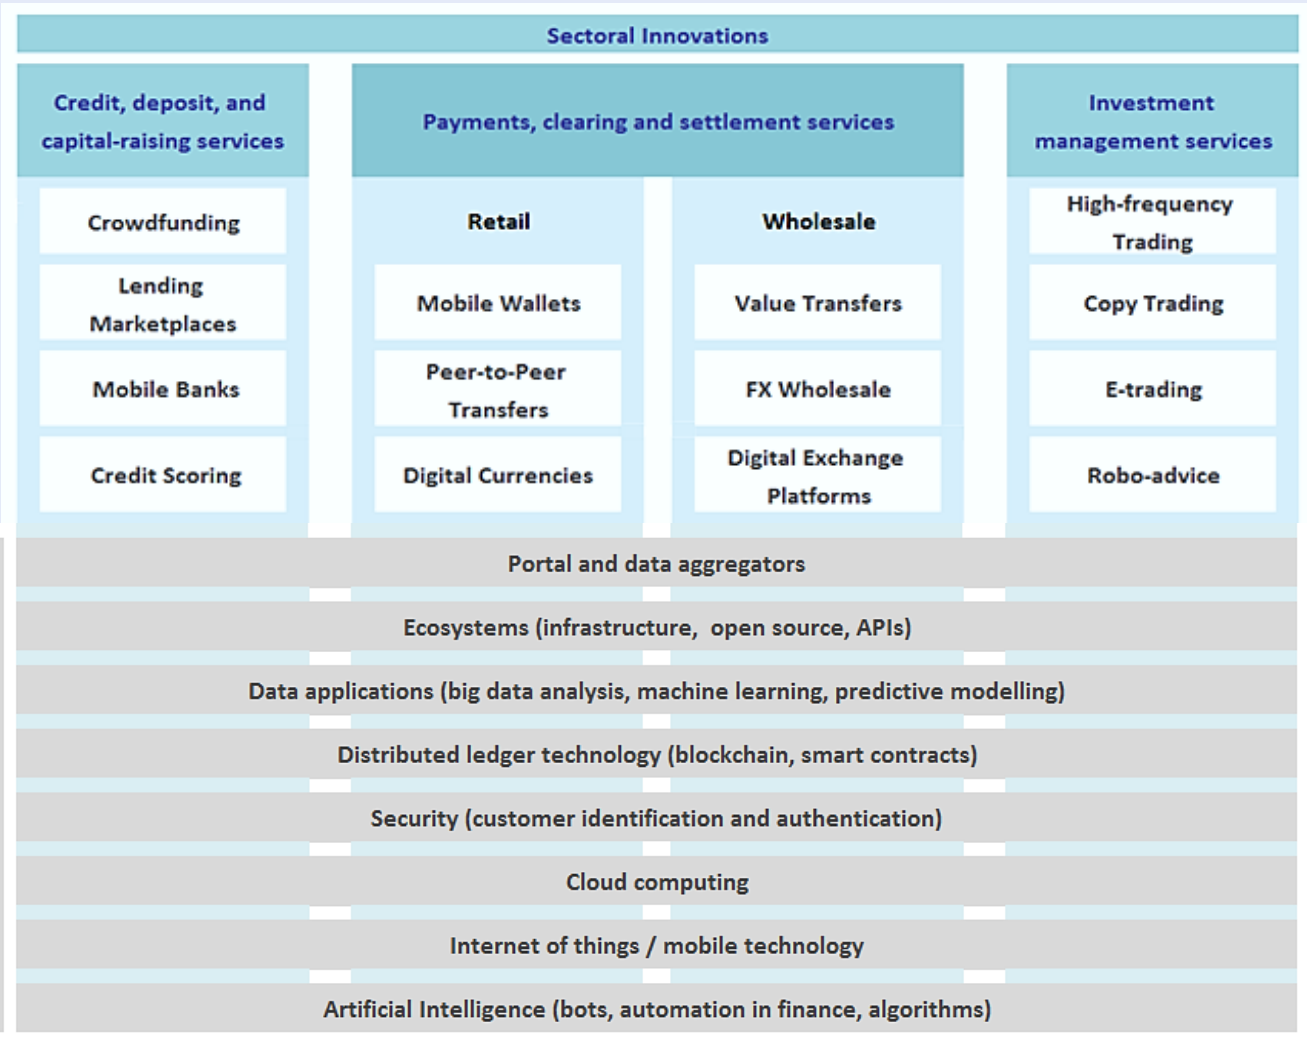 Sectoral Innovations
Credit, deposit, and
capital-raising services
Crowdfunding
Lending
Marketplaces
Mobile Banks
Credit Scoring
Payments, clearing and settlement services
Retail
Mobile Wallets
Peer-to-Peer
Transfers
Digital Currencies
Wholesale
Value Transfers
FX Wholesale
Digital Exchange
Platforms
Investment
management services
High-frequency
Trading
Copy Trading
E-trading
Robo-advice
Portal and data aggregators
Ecosystems (infrastructure, open source, APIs)
Data applications (big data analysis, machine learning, predictive modelling)
Distributed ledger technology (blockchain, smart contracts)
Security (customer identification and authentication)
Cloud computing
Internet of things / mobile technology
Artificial Intelligence (bots, automation in finance, algorithms)